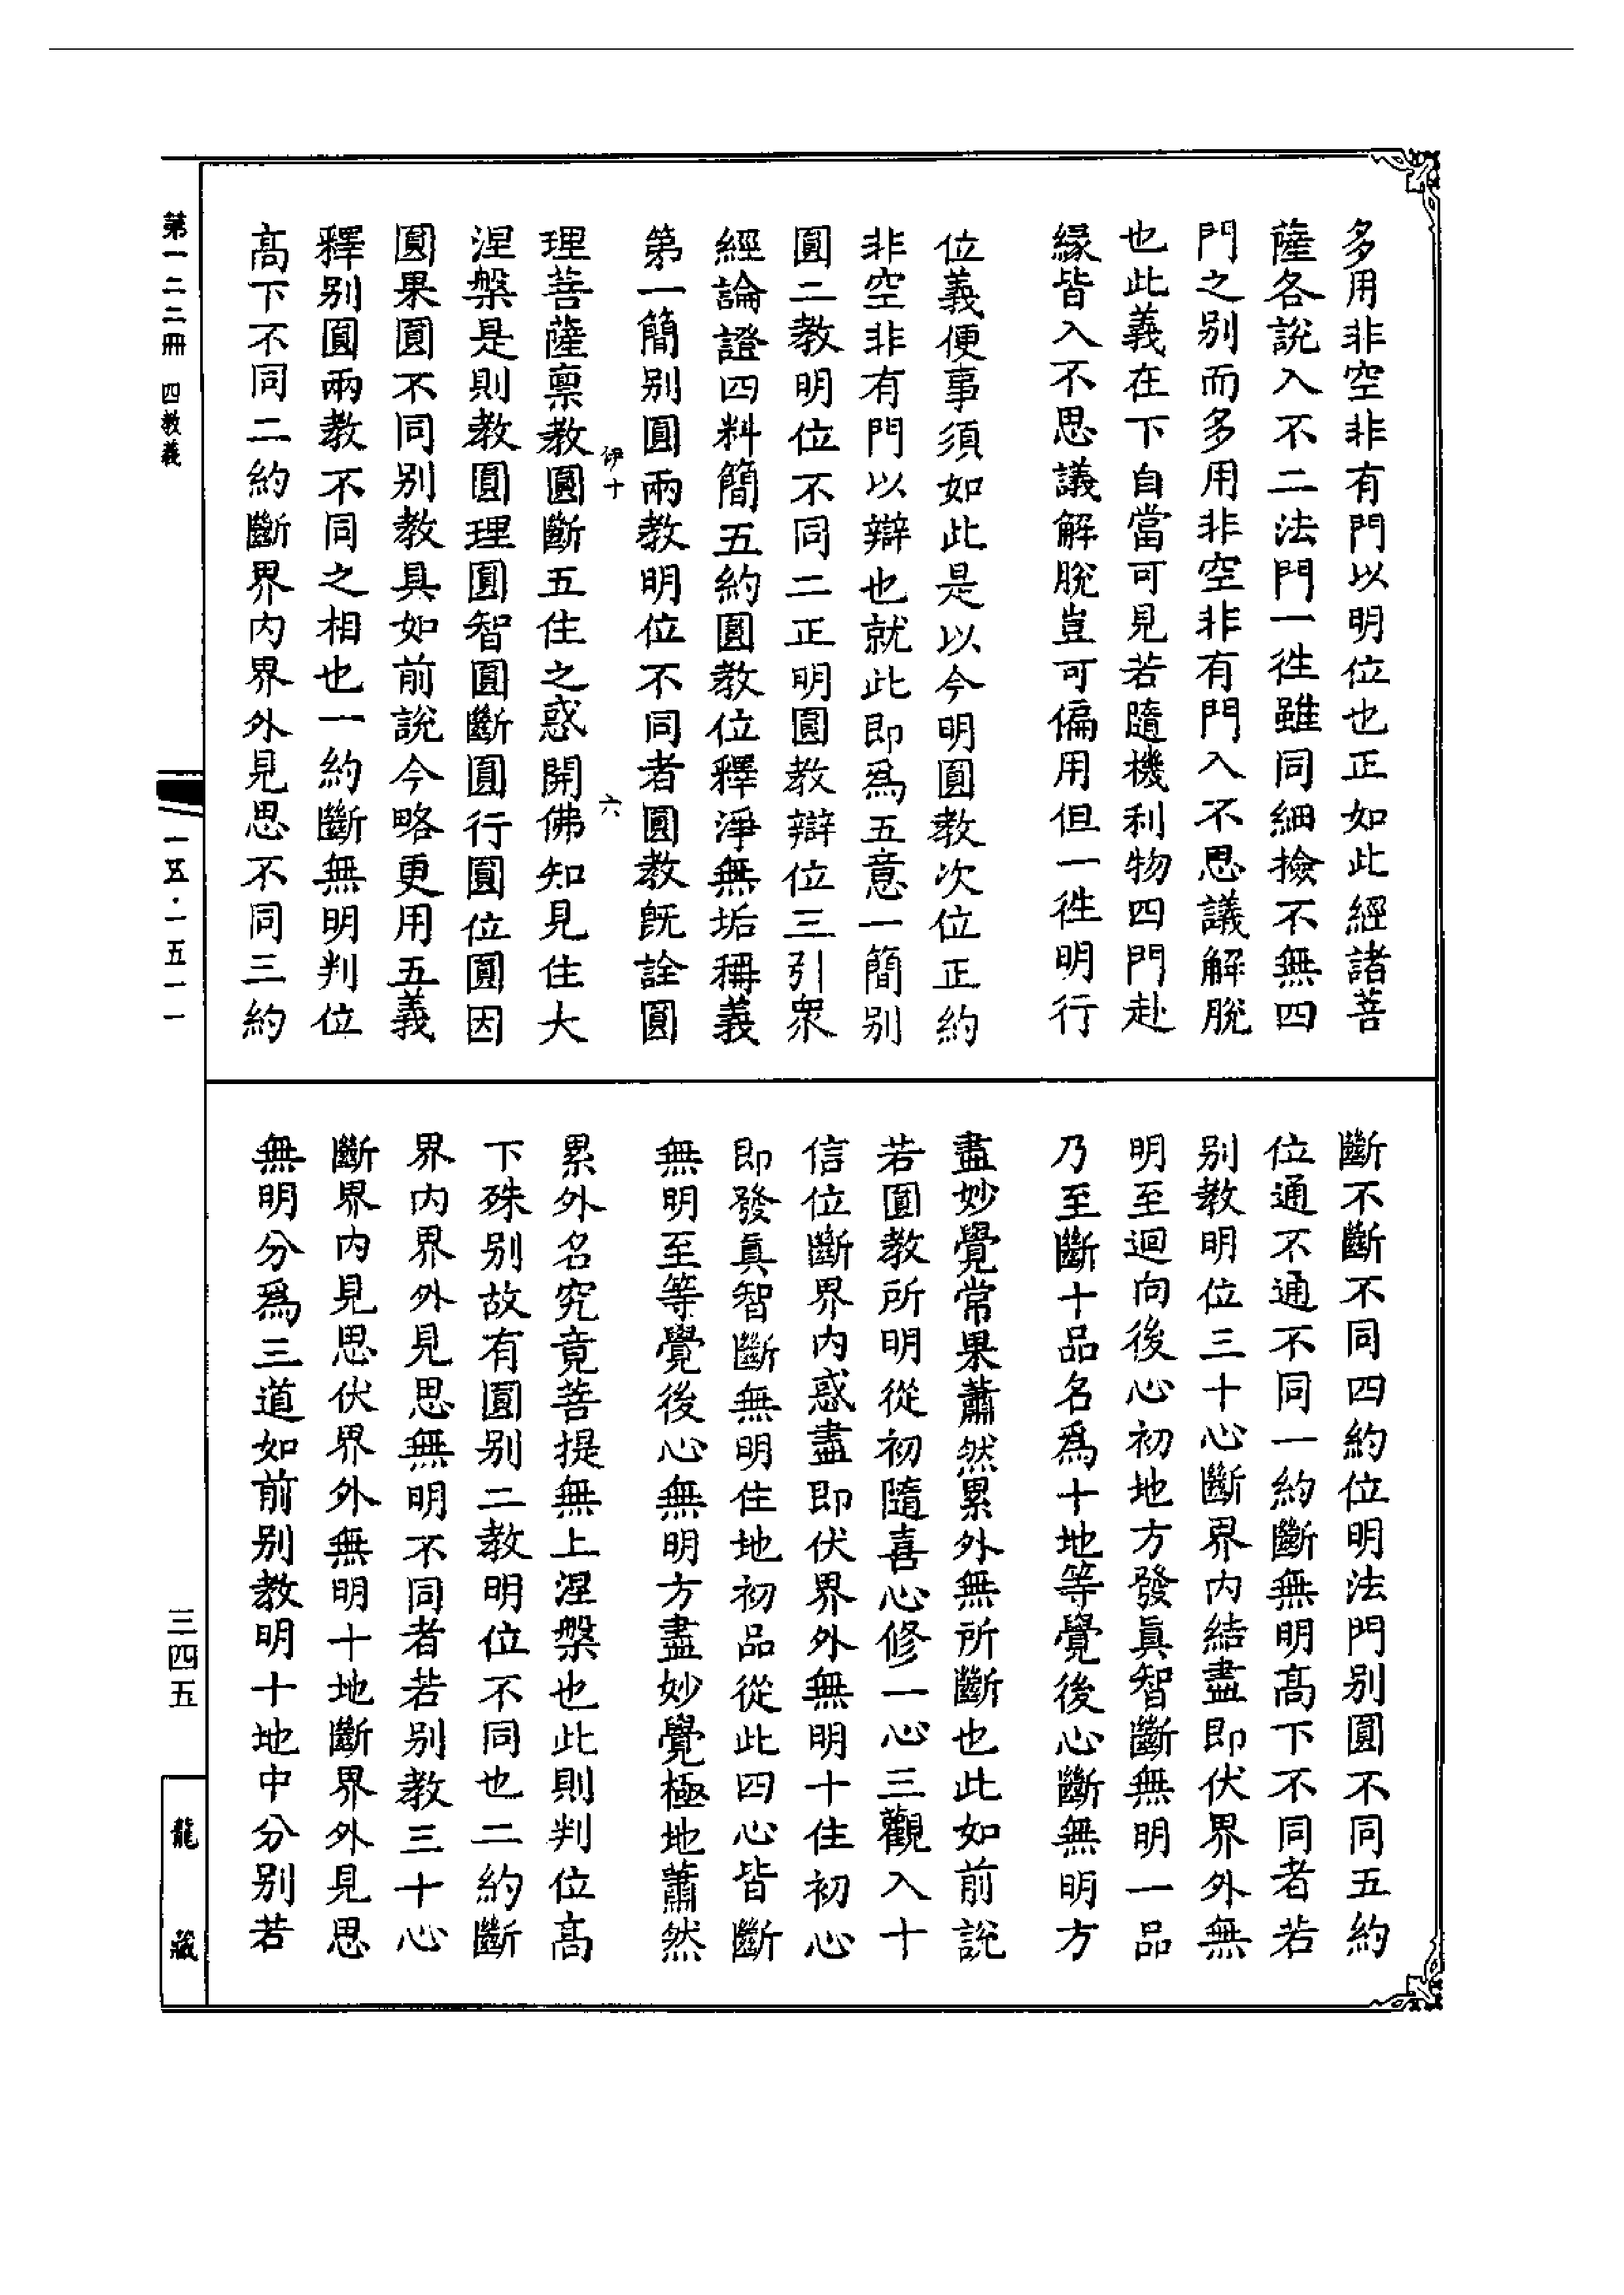 多用非空非有門以明位也正如此經諸菩
薩各說入不二法門一徃雖同細撿不無四
門之别而多用非空非有門入不思議解脫
也此義在下自當可見若隨機利物四門赴
緣皆入不思議解脫豈可偏用但一徃明行
位義便事須如此是以今明圓教次位正約
非空非有門以辯也就此即爲五意一簡别
圓二教明位不同二正明圓教辯位三引衆
經論證四料簡五約圓教位釋淨無垢稱義
第一簡别圓兩教明位不同者圓教旣詮圓
伊十 六
理菩薩禀教圓斷五住之惑開佛知見住大
涅槃是則教圓理圓智圓斷圓行圓位圓因
圓果圓不同别教具如前說今略更用五義
釋别圓兩教不同之相也一約斷無明判位
髙下不同二約斷界内界外見思不同三約
斷不斷不同四約位明法門别圓不同五約
位通不通不同一約斷無明髙下不同者若
别教明位三十心斷界内結盡即伏界外無
明至迴向後心初地方發眞智斷無明一品
乃至斷十品名爲十地等覺後心斷無明方
盡妙覺常果蕭然累外無所斷也此如前說
若圓教所明從初隨喜心修一心三觀入十
信位斷界内惑盡即伏界外無明十住初心
即發眞智斷無明住地初品從此四心皆斷
無明至等覺後心無明方盡妙覺極地蕭然
累外名究竟菩提無上涅槃也此則判位髙
下殊别故有圓别二教明位不同也二約斷
界内界外見思無明不同者若别教三十心
斷界内見思伏界外無明十地斷界外見思
無明分爲三道如前别教明十地中分别若
第一二二冊 四教義
一五·一五一一
三四五
龍藏